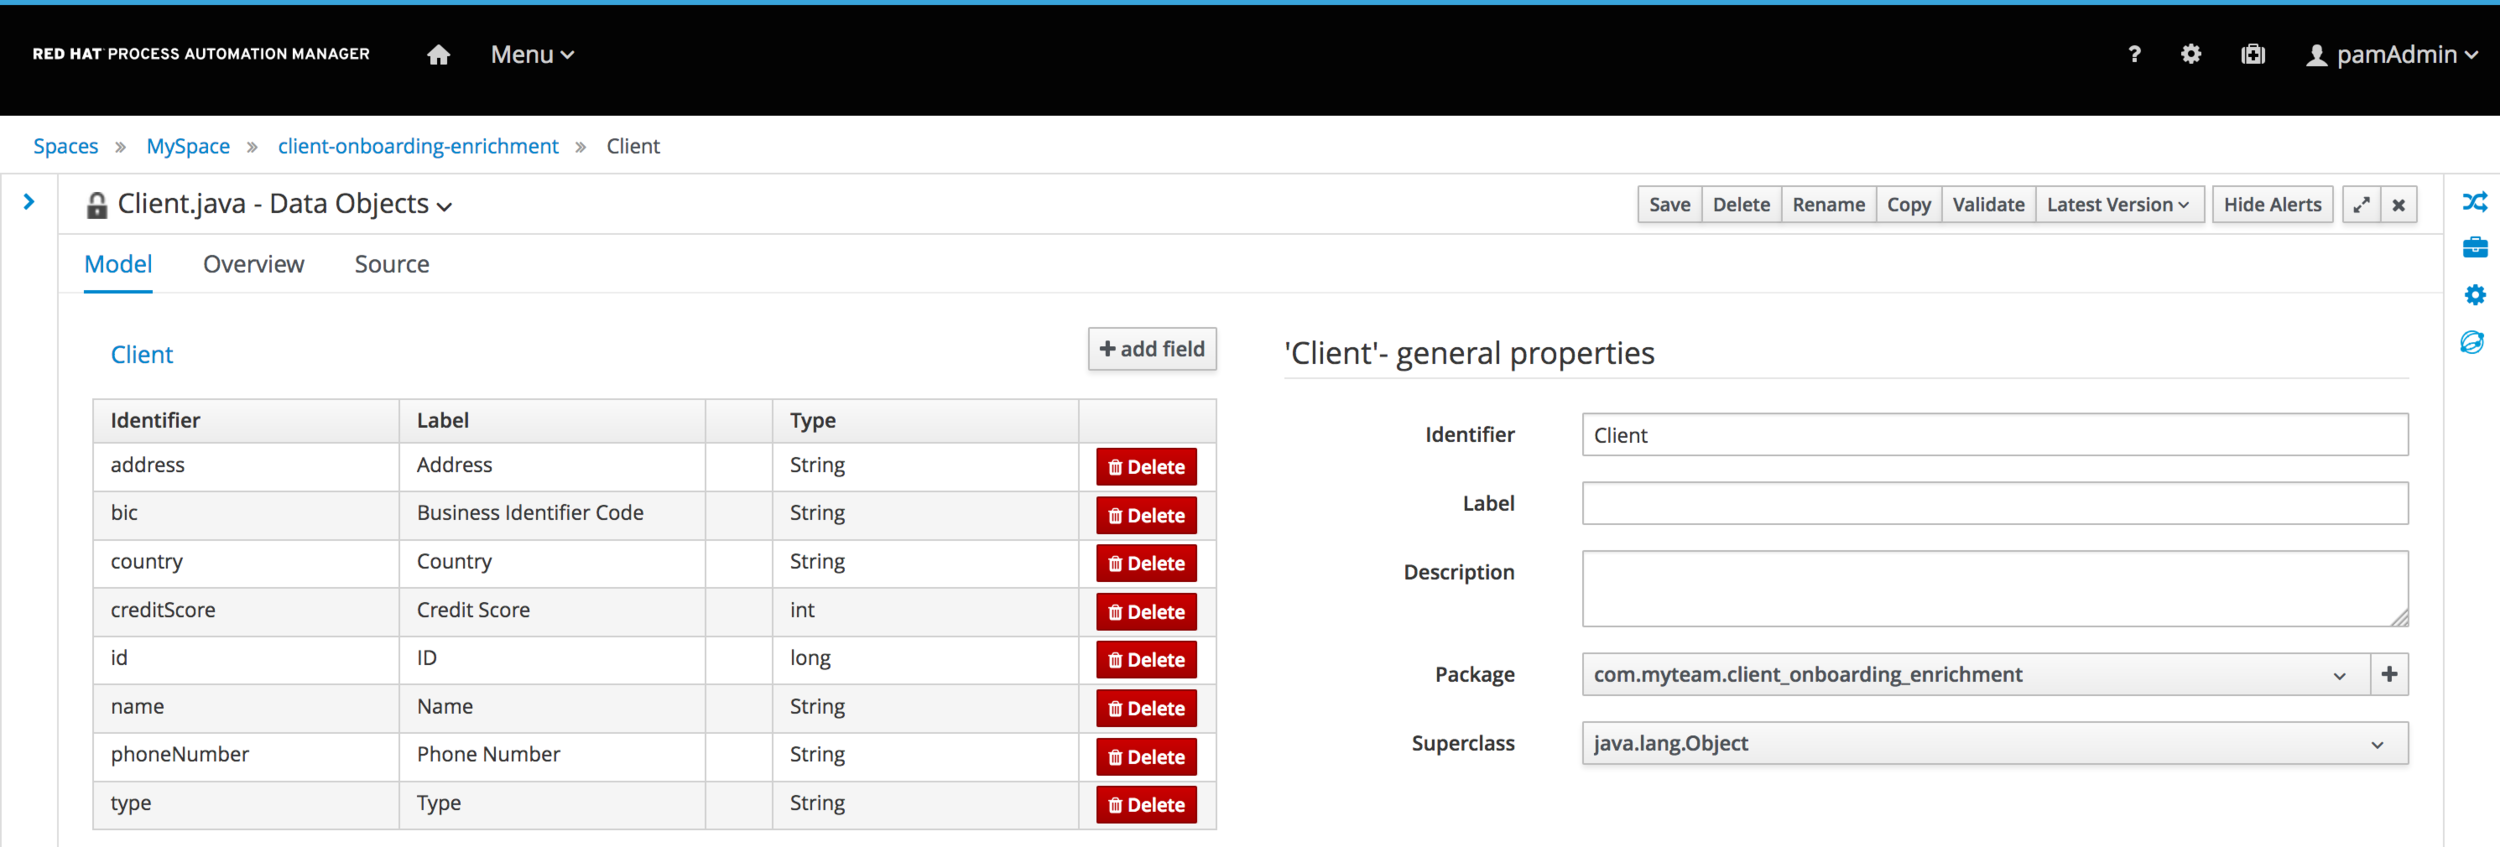 RED HAT PROCESS AUTOMATION MANAGER Menu ? pamAdmin
Spaces » MySpace » client-onboarding-enrichment » Client
Client.java - Data Objects Save Delete Rename Copy Validate Latest Version Hide Alerts
Model Overview Source
Client + add field
Identifier Label Type
address Address String Delete
bic Business Identifier Code String Delete
country Country String Delete
creditScore Credit Score int Delete
id ID long Delete
name Name String Delete
phoneNumber Phone Number String Delete
type Type String Delete
'Client'- general properties
Identifier Client
Label
Description
Package com.myteam.client_onboarding_enrichment +
Superclass java.lang.Object